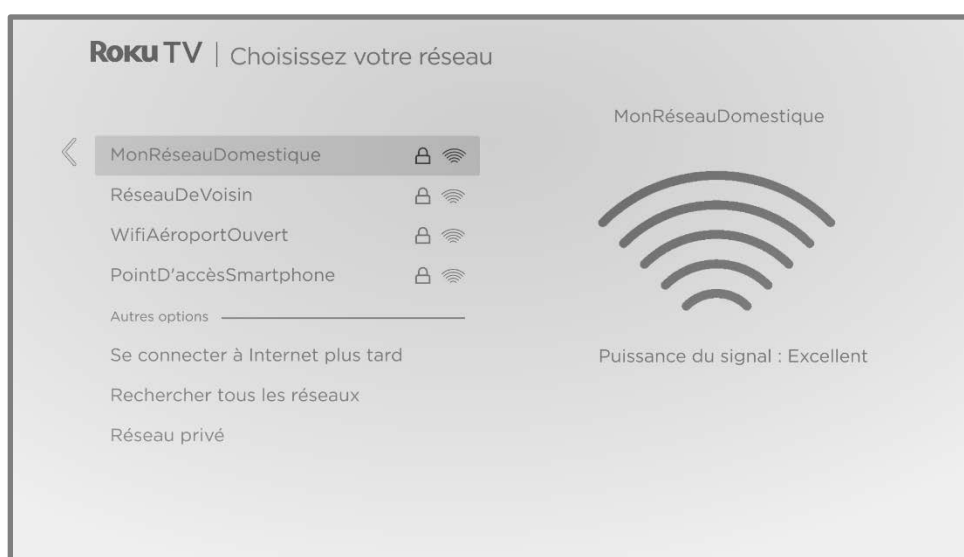 Roku TV | Choisissez votre réseau
MonRéseauDomestique
MonRéseauDomestique
RéseauDeVoisin
WifiAéroportOuvert
PointD'accèsSmartphone
Autres options
Se connecter à Internet plus tard
Rechercher tous les réseaux
Réseau privé
Puissance du signal : Excellent